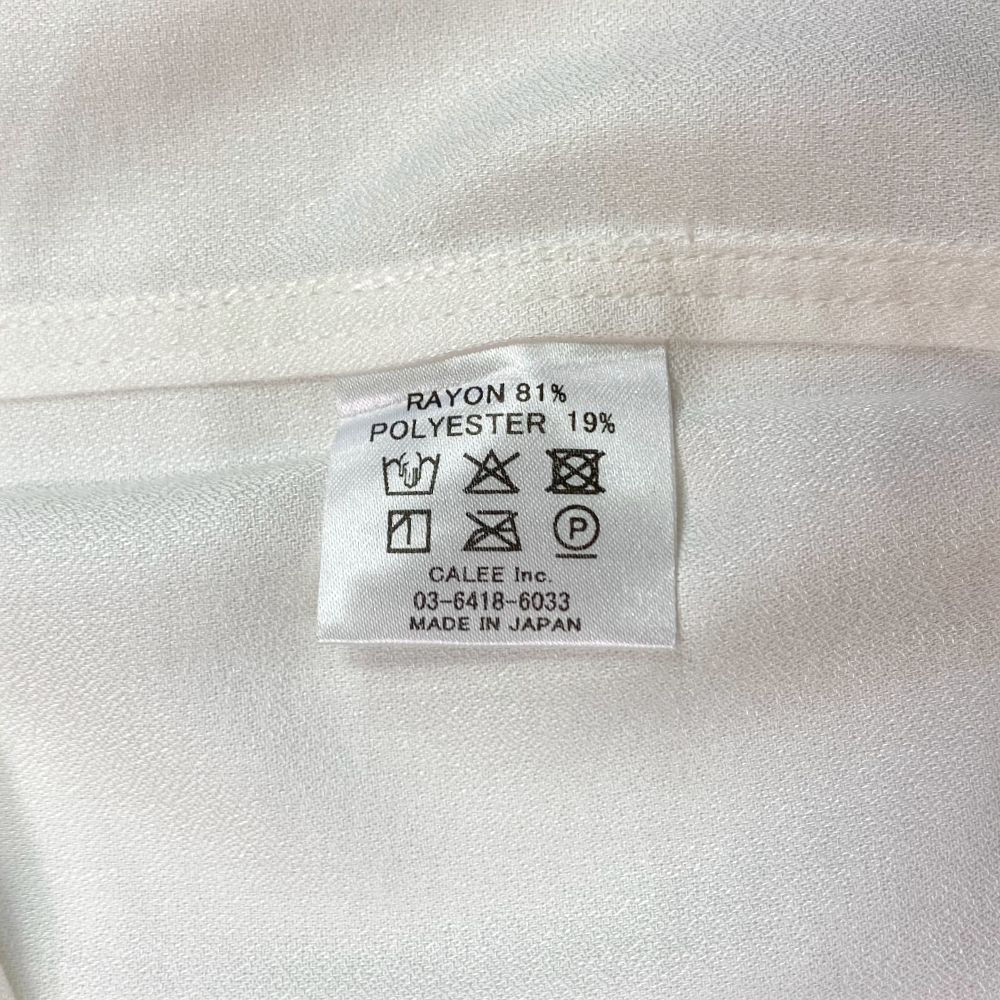 RAYON 81%
POLYESTER 19%
P
CALEE Inc.
03-6418-6033
MADE IN JAPAN